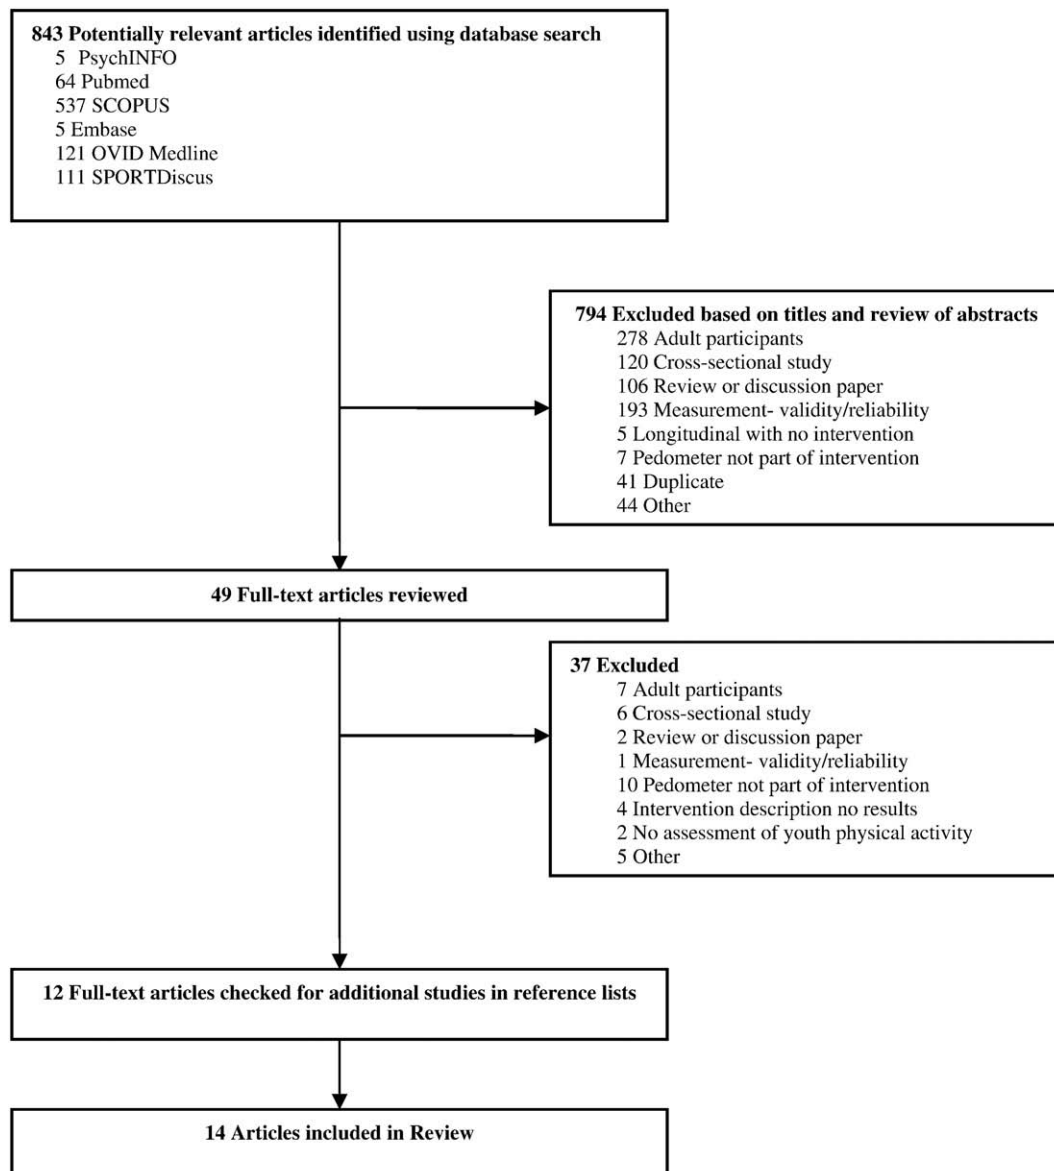 843 Potentially relevant articles identified using database search
5 PsychINFO
64 Pubmed
537 SCOPUS
5 Embase
121 OVID Medline
111 SPORTDiscus
794 Excluded based on titles and review of abstracts
278 Adult participants
120 Cross-sectional study
106 Review or discussion paper
193 Measurement- validity/reliability
5 Longitudinal with no intervention
7 Pedometer not part of intervention
41 Duplicate
44 Other
49 Full-text articles reviewed
37 Excluded
7 Adult participants
6 Cross-sectional study
2 Review or discussion paper
1 Measurement- validity/reliability
10 Pedometer not part of intervention
4 Intervention description no results
2 No assessment of youth physical activity
5 Other
12 Full-text articles checked for additional studies in reference lists
14 Articles included in Review